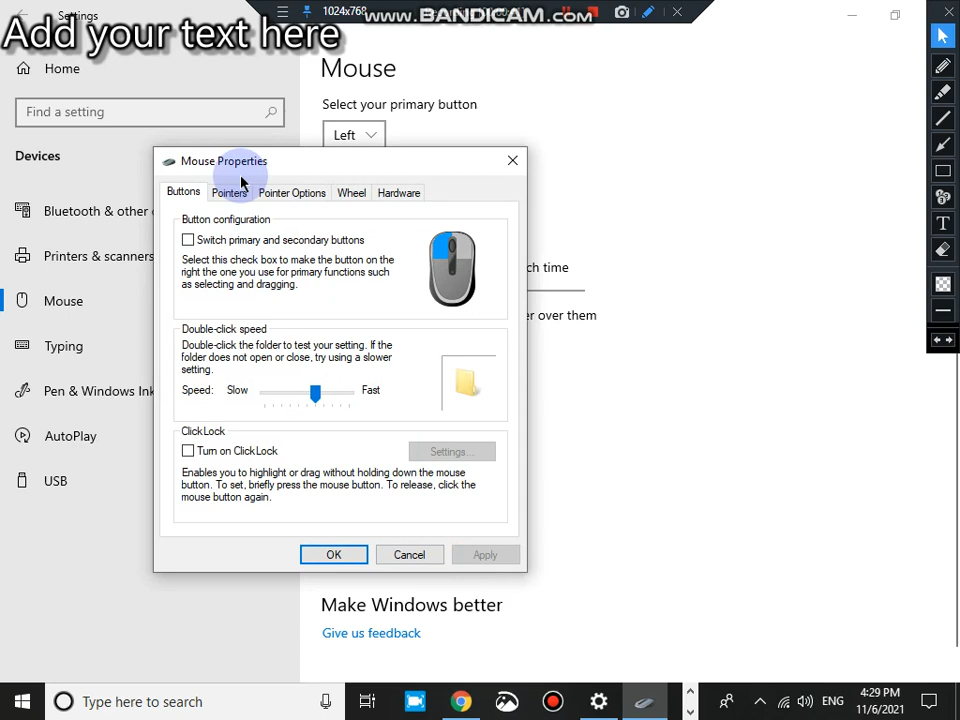 Settings
1024x768
www.BANDICAM.com
Add your text here
Home
Find a setting
Devices
Bluetooth & other
Printers & scanners
Mouse
Typing
Pen & Windows Ink
AutoPlay
USB
Mouse
Select your primary button
Left
ch time
er over them
Mouse Properties
Buttons
Pointers
Pointer Options
Wheel
Hardware
Button configuration
Switch primary and secondary buttons
Select this check box to make the button on the
right the one you use for primary functions such
as selecting and dragging.
Double-click speed
Double-click the folder to test your setting. If the
folder does not open or close, try using a slower
setting.
Speed: Slow Fast
ClickLock
Turn on ClickLock
Settings...
Enables you to highlight or drag without holding down the mouse
button. To set, briefly press the mouse button. To release, click the
mouse button again.
OK
Cancel
Apply
Make Windows better
Give us feedback
Type here to search
ENG
4:29 PM
11/6/2021